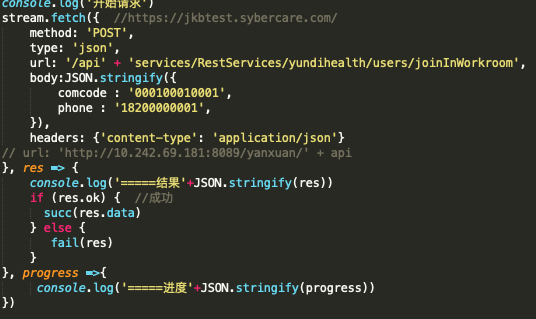 console.log('开始请求')
stream.fetch({  //https://jkbtest.sybercare.com/
    method: 'POST',
    type: 'json',
    url: '/api' + 'services/RestServices/yundihealth/users/joinInWorkroom',
    body:JSON.stringify({
        comcode : '000100010001',
        phone : '18200000001',
    }),
    headers: {'content-type': 'application/json'}
// url: 'http://10.242.69.181:8089/yanxuan/' + api
}, res => {
    console.log('=====结果'+JSON.stringify(res))
    if (res.ok) {  //成功
      succ(res.data)
    } else {
       fail(res)
    }
}, progress =>{
     console.log('=====进度'+JSON.stringify(progress))
})